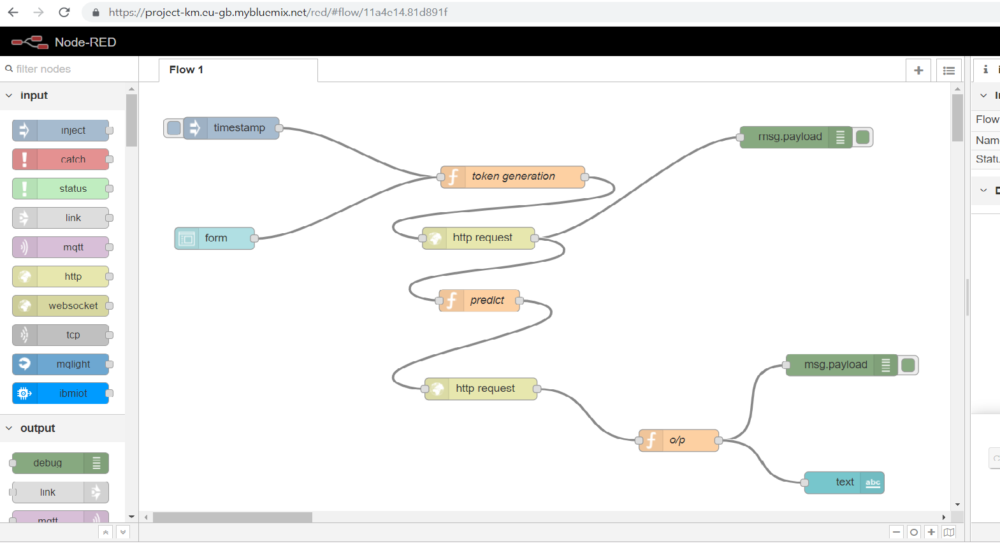 https://project-km.eu-gb.mybluemix.net/red/#flow/11a4e14.81d891f
Node-RED
filter nodes
Flow 1
input
inject
catch
status
link
mqtt
http
websocket
tcp
mqlight
ibmiot
output
debug
link
mqtt
timestamp
form
token generation
http request
predict
http request
o/p
msg.payload
msg.payload
text
abc
Flow
Nam
Statu